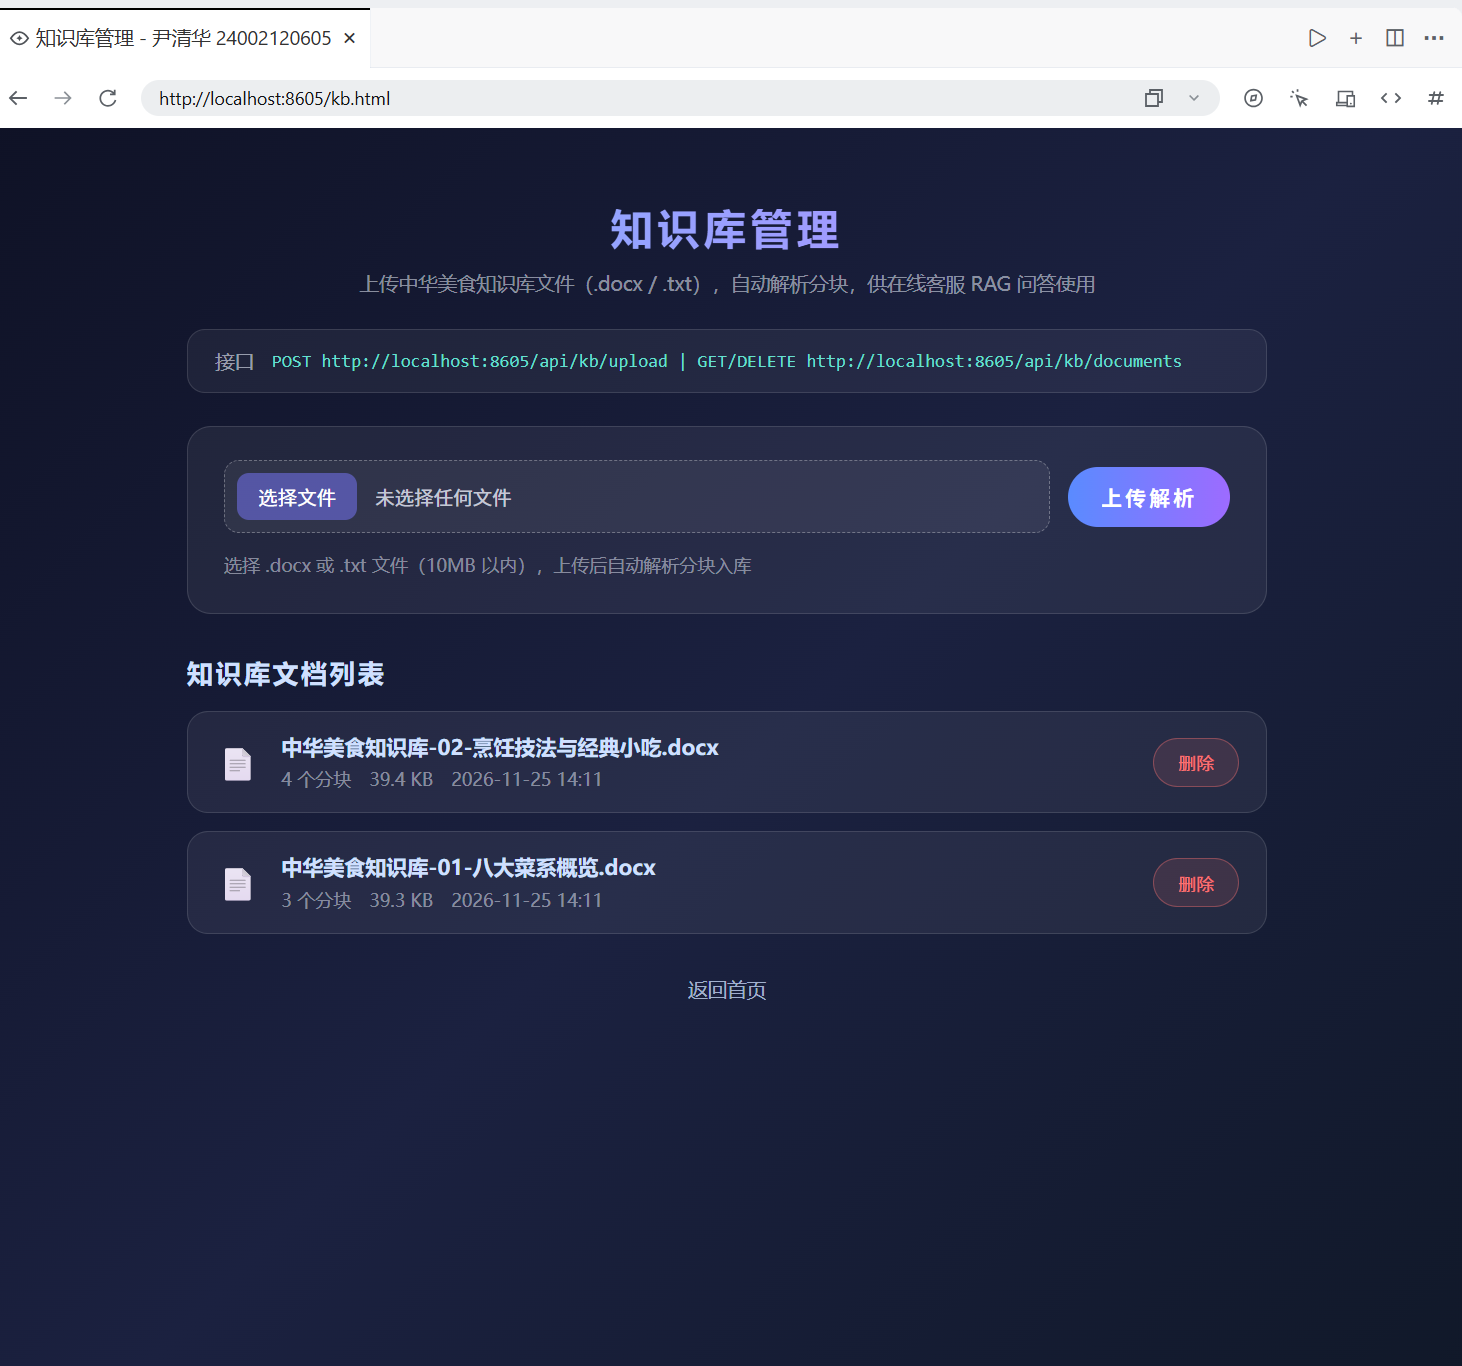 知识库管理 - 尹清华 24002120605
http://localhost:8605/kb.html
知识库管理
上传中华美食知识库文件（.docx / .txt），自动解析分块，供在线客服 RAG 问答使用
接口 POST http://localhost:8605/api/kb/upload | GET/DELETE http://localhost:8605/api/kb/documents
选择文件 未选择任何文件 上传解析
选择 .docx 或 .txt 文件（10MB 以内），上传后自动解析分块入库
知识库文档列表
中华美食知识库-02-烹饪技法与经典小吃.docx
4 个分块 39.4 KB 2026-11-25 14:11
删除
中华美食知识库-01-八大菜系概览.docx
3 个分块 39.3 KB 2026-11-25 14:11
删除
返回首页